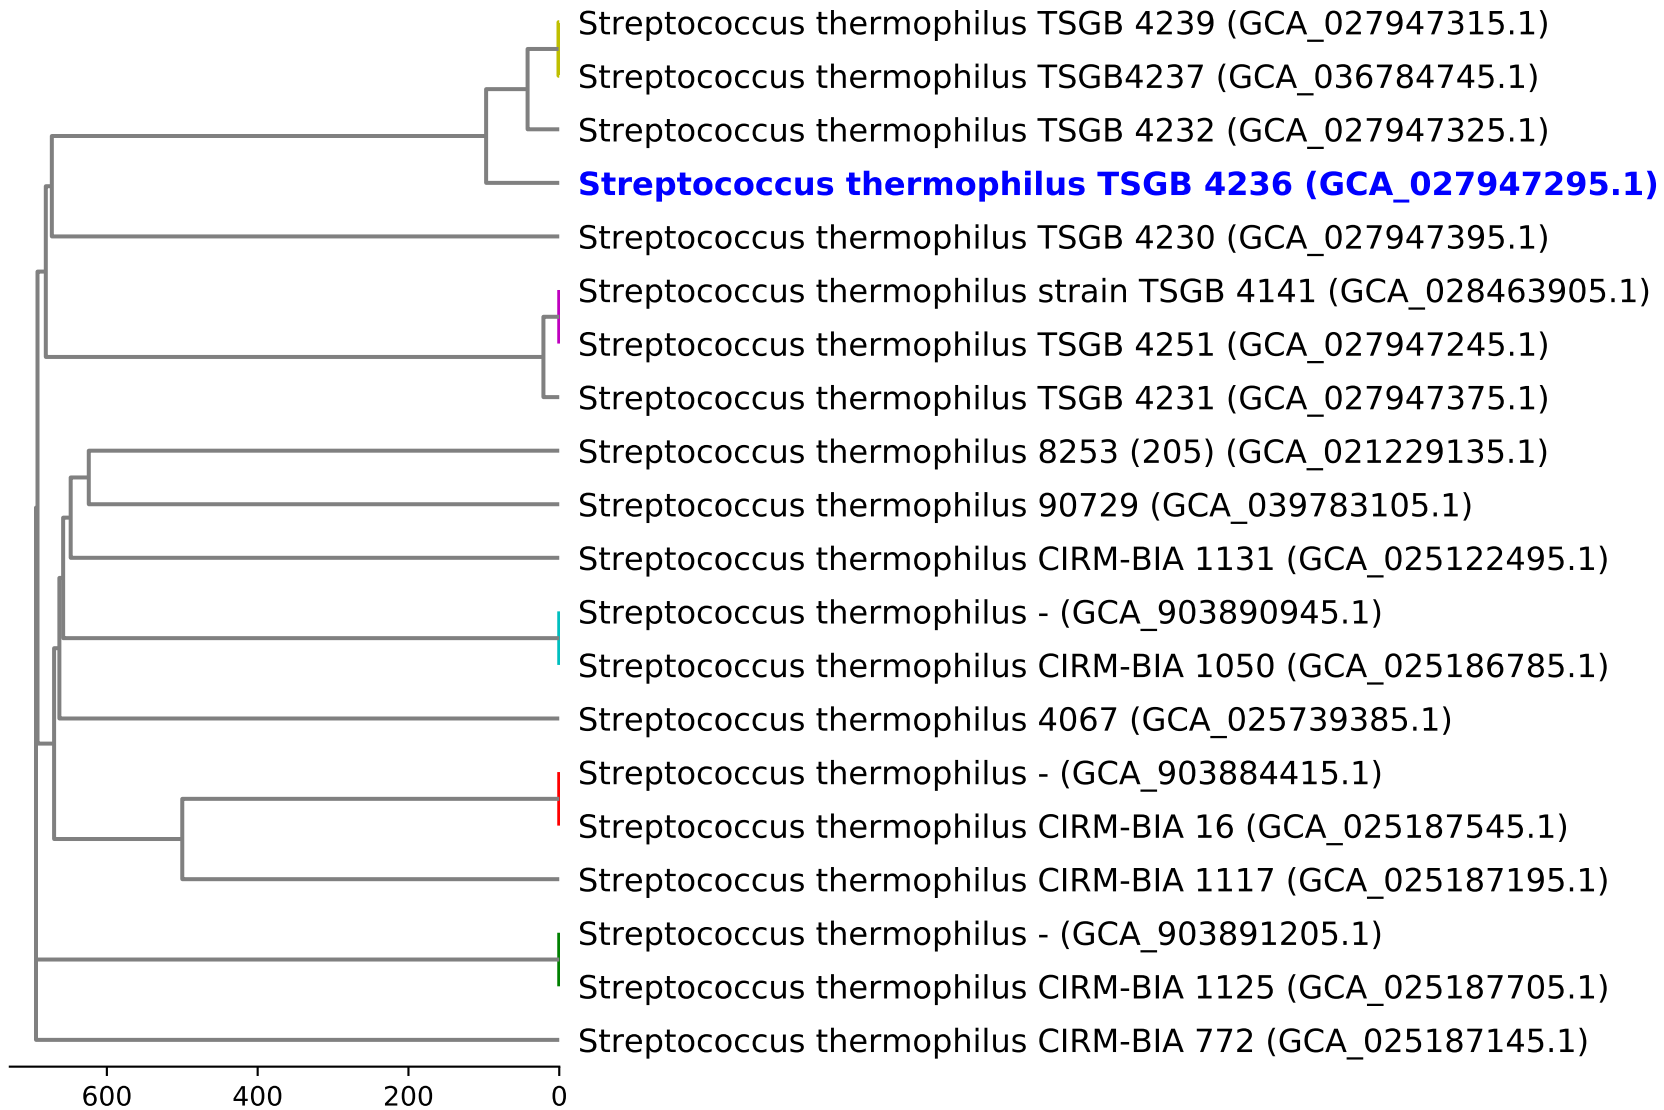 Streptococcus thermophilus TSGB 4239 (GCA_027947315.1)
Streptococcus thermophilus TSGB4237 (GCA_036784745.1)
Streptococcus thermophilus TSGB 4232 (GCA_027947325.1)
Streptococcus thermophilus TSGB 4236 (GCA_027947295.1)
Streptococcus thermophilus TSGB 4230 (GCA_027947395.1)
Streptococcus thermophilus strain TSGB 4141 (GCA_028463905.1)
Streptococcus thermophilus TSGB 4251 (GCA_027947245.1)
Streptococcus thermophilus TSGB 4231 (GCA_027947375.1)
Streptococcus thermophilus 8253 (205) (GCA_021229135.1)
Streptococcus thermophilus 90729 (GCA_039783105.1)
Streptococcus thermophilus CIRM-BIA 1131 (GCA_025122495.1)
Streptococcus thermophilus - (GCA_903890945.1)
Streptococcus thermophilus CIRM-BIA 1050 (GCA_025186785.1)
Streptococcus thermophilus 4067 (GCA_025739385.1)
Streptococcus thermophilus - (GCA_903884415.1)
Streptococcus thermophilus CIRM-BIA 16 (GCA_025187545.1)
Streptococcus thermophilus CIRM-BIA 1117 (GCA_025187195.1)
Streptococcus thermophilus - (GCA_903891205.1)
Streptococcus thermophilus CIRM-BIA 1125 (GCA_025187705.1)
Streptococcus thermophilus CIRM-BIA 772 (GCA_025187145.1)
600 400 200 0